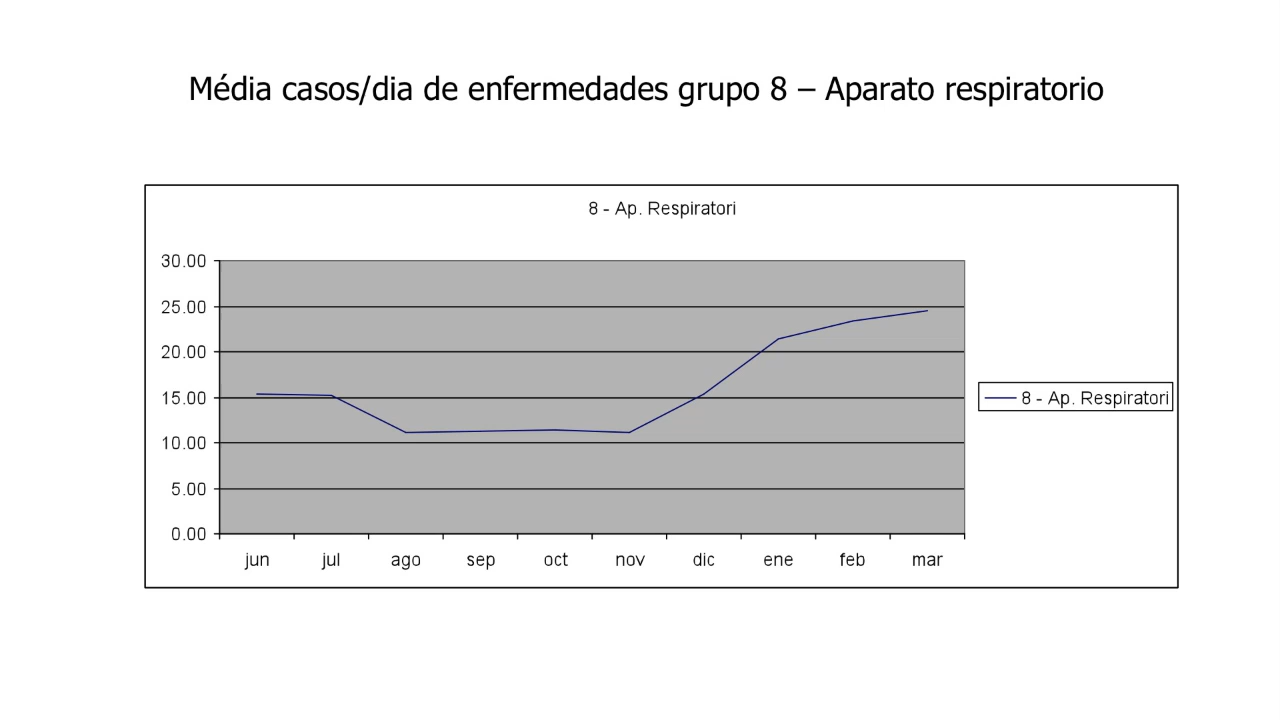 Média casos/dia de enfermedades grupo 8 – Aparato respiratorio
8 - Ap. Respiratori
30.00
25.00
20.00
15.00
10.00
5.00
0.00
jun jul ago sep oct nov dic ene feb mar
8 - Ap. Respiratori